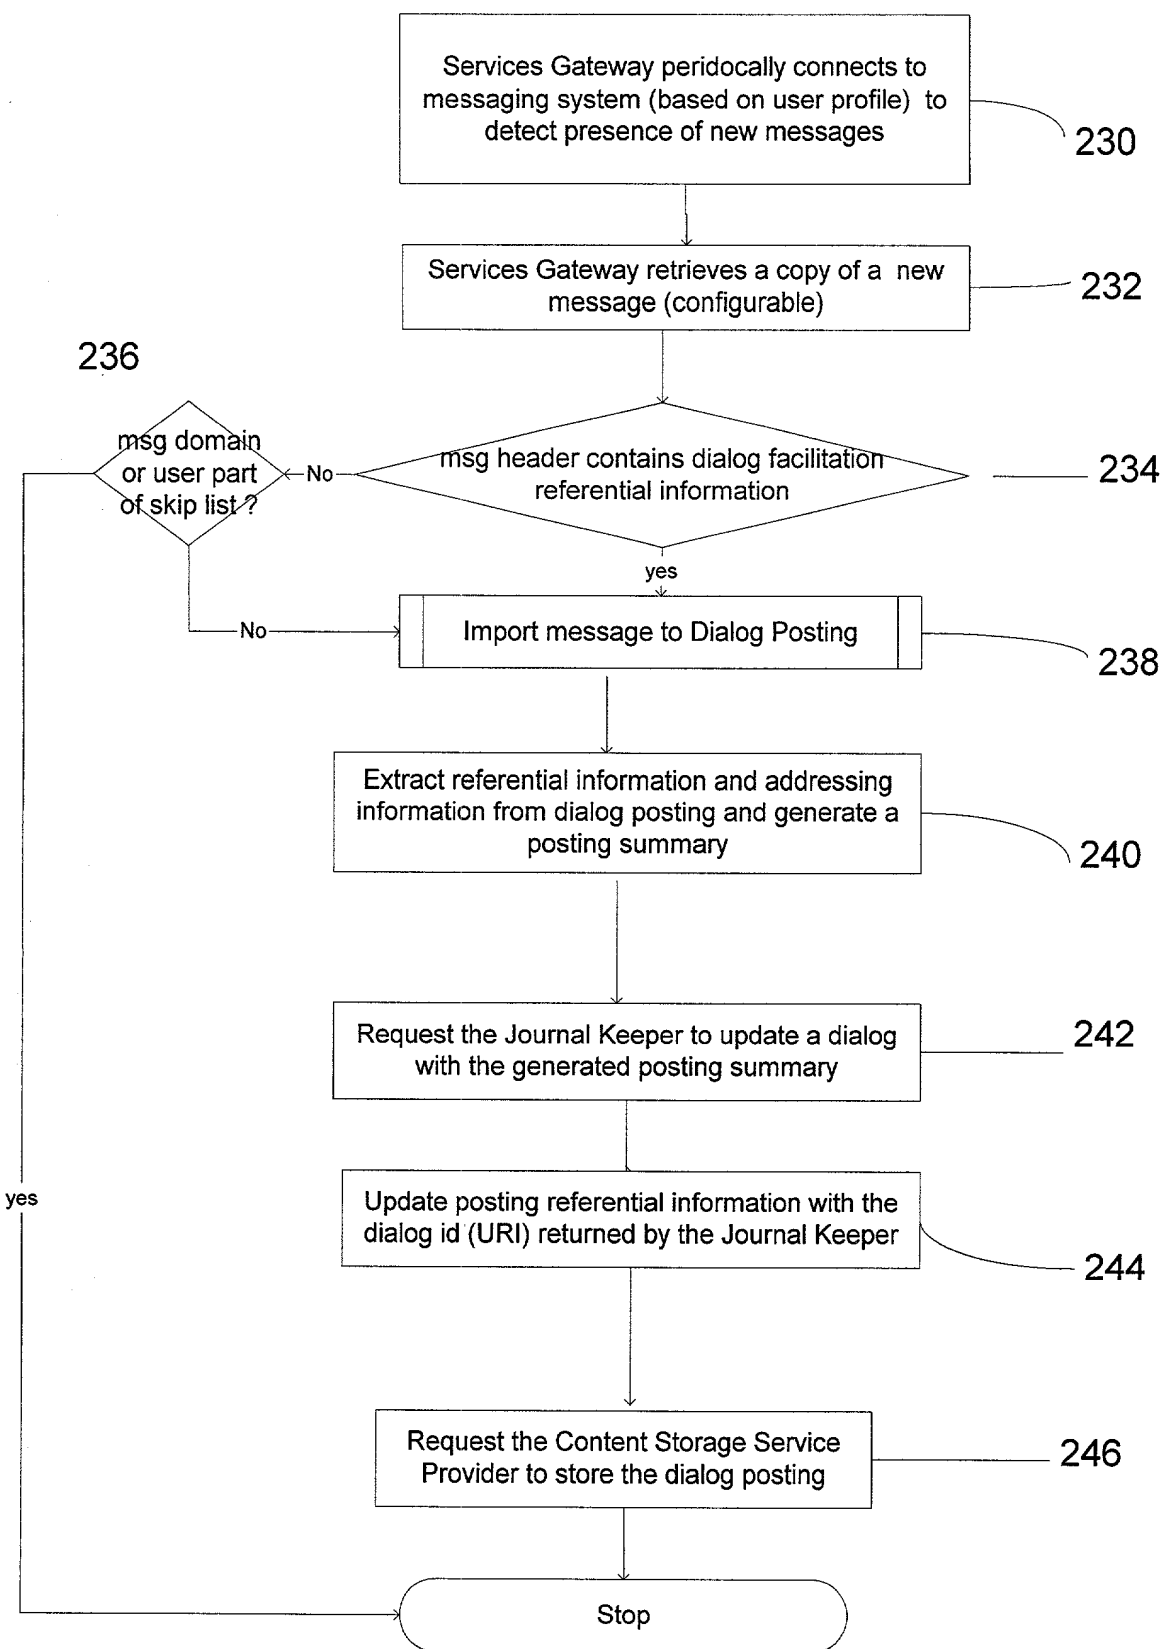 Services Gateway peridocally connects to
messaging system (based on user profile) to
detect presence of new messages
230
Services Gateway retrieves a copy of a new
message (configurable)
232
236
msg domain
or user part
of skip list ?
No
msg header contains dialog facilitation
referential information
234
yes
No
Import message to Dialog Posting
238
Extract referential information and addressing
information from dialog posting and generate a
posting summary
240
Request the Journal Keeper to update a dialog
with the generated posting summary
242
yes
Update posting referential information with the
dialog id (URI) returned by the Journal Keeper
244
Request the Content Storage Service
Provider to store the dialog posting
246
Stop